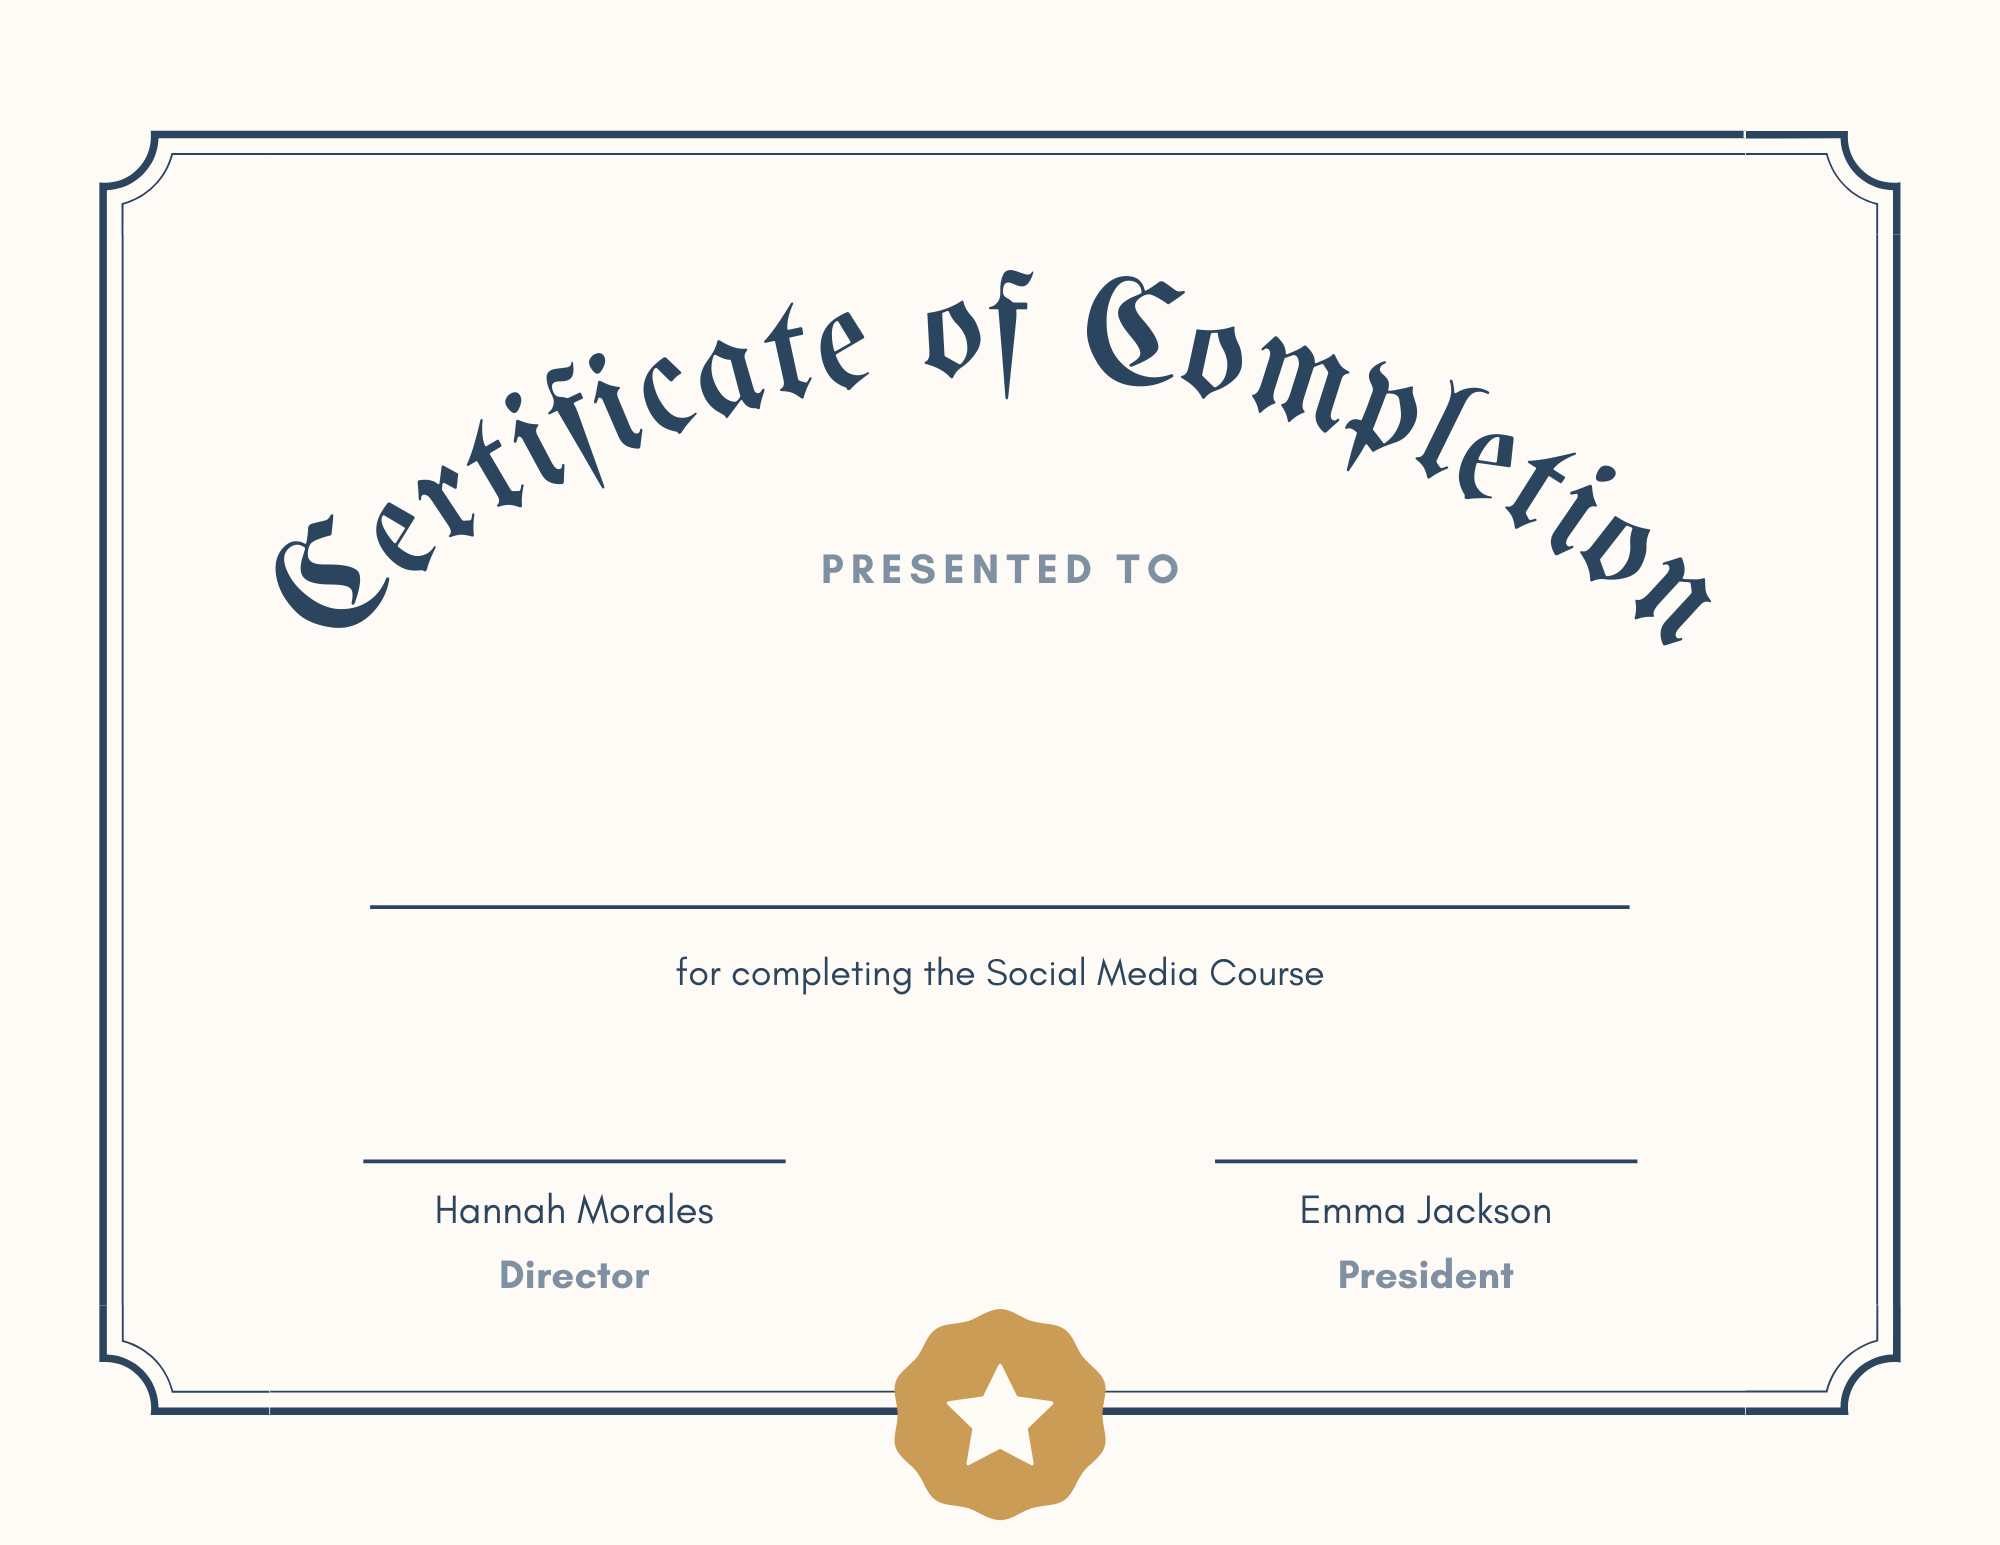 Certificate of Completion
PRESENTED TO
for completing the Social Media Course
Hannah Morales
Director
Emma Jackson
President